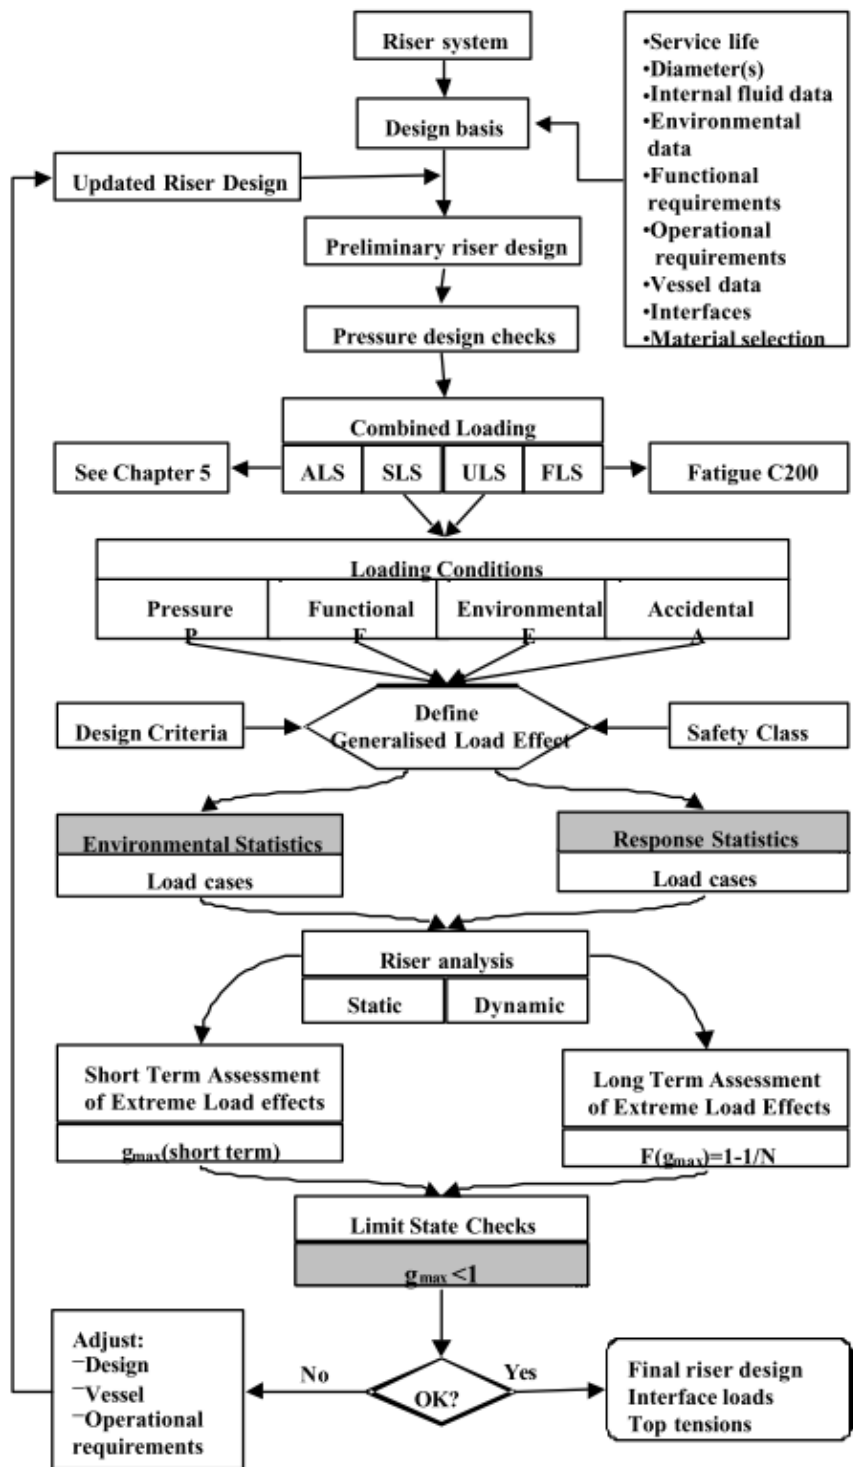 Riser system
•Service life
•Diameter(s)
•Internal fluid data
•Environmental
data
•Functional
requirements
•Operational
requirements
•Vessel data
•Interfaces
•Material selection
Design basis
Updated Riser Design
Preliminary riser design
Pressure design checks
Combined Loading
See Chapter 5
ALS
SLS
ULS
FLS
Fatigue C200
Loading Conditions
Pressure
P
Functional
F
Environmental
E
Accidental
A
Design Criteria
Define
Generalised Load Effect
Safety Class
Environmental Statistics
Load cases
Response Statistics
Load cases
Riser analysis
Static
Dynamic
Short Term Assessment
of Extreme Load effects
gmax(short term)
Long Term Assessment
of Extreme Load Effects
F(gmax)=1-1/N
Limit State Checks
gmax <1
Adjust:
–Design
–Vessel
–Operational
requirements
No
OK?
Yes
Final riser design
Interface loads
Top tensions